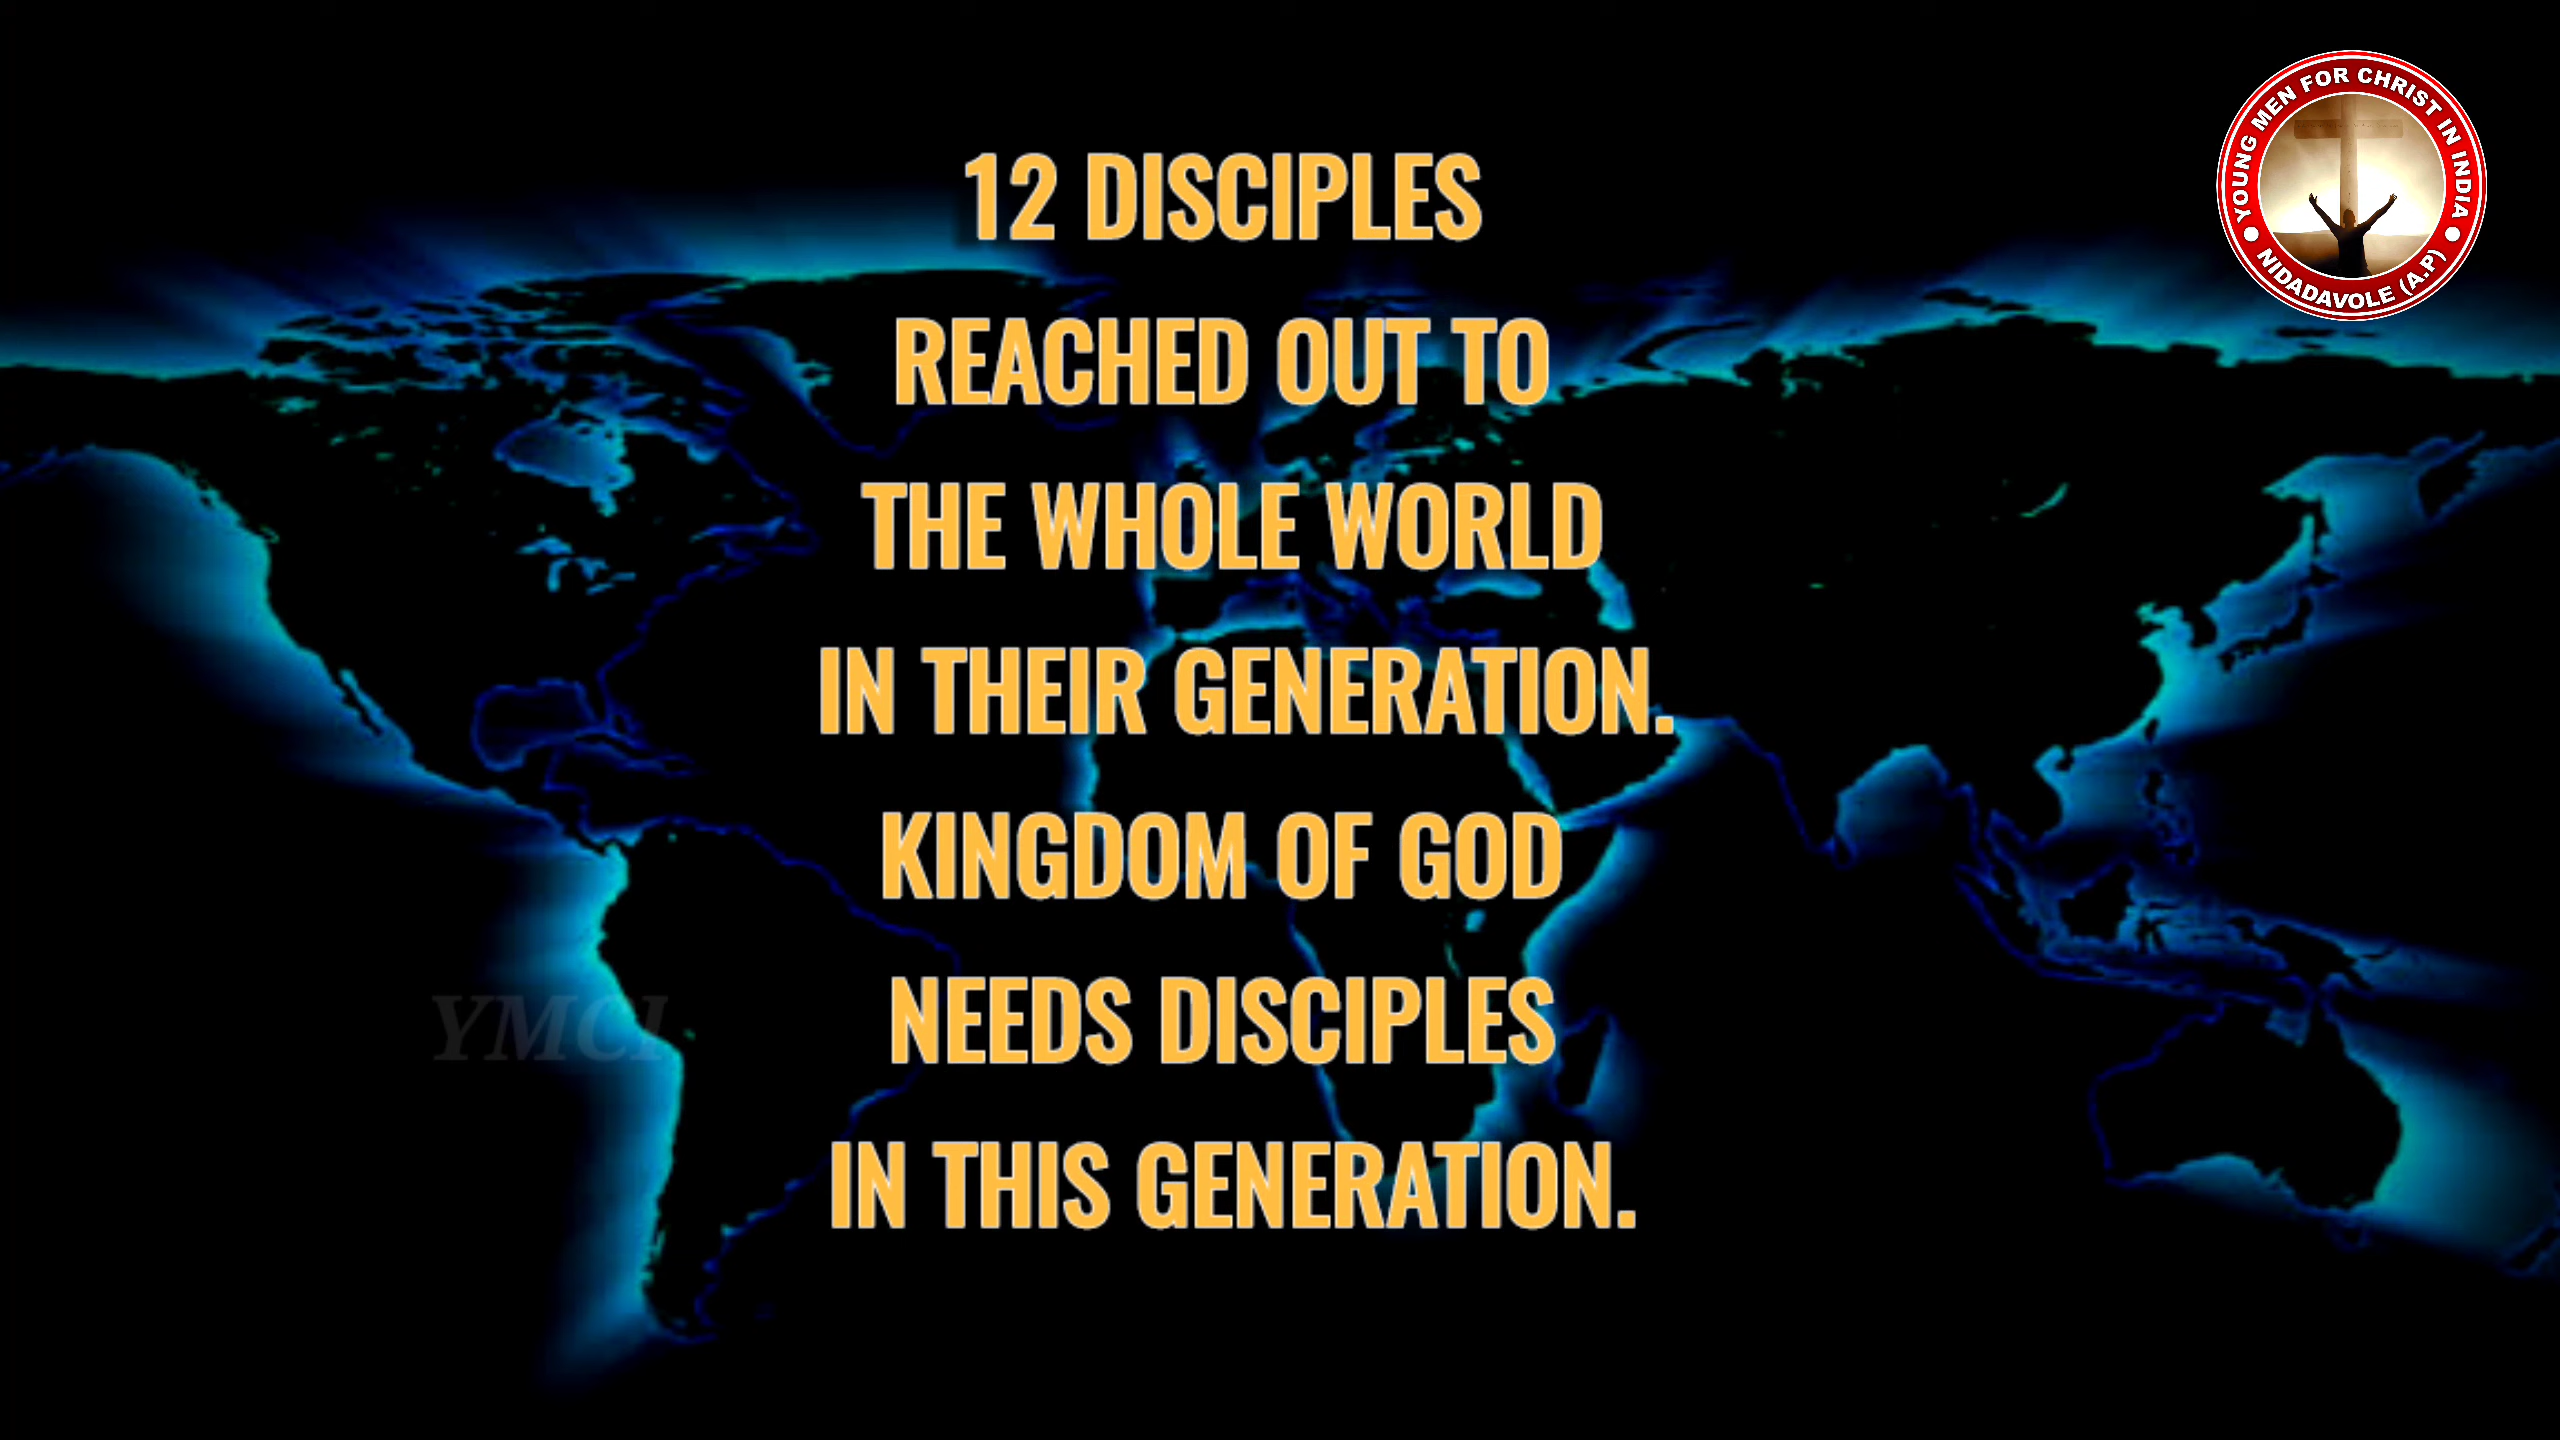 12 DISCIPLES
REACHED OUT TO
THE WHOLE WORLD
IN THEIR GENERATION.
KINGDOM OF GOD
NEEDS DISCIPLES
IN THIS GENERATION.
YOUNG MEN FOR CHRIST IN INDIA
NIDADAVOLE (A.P)
YMCI